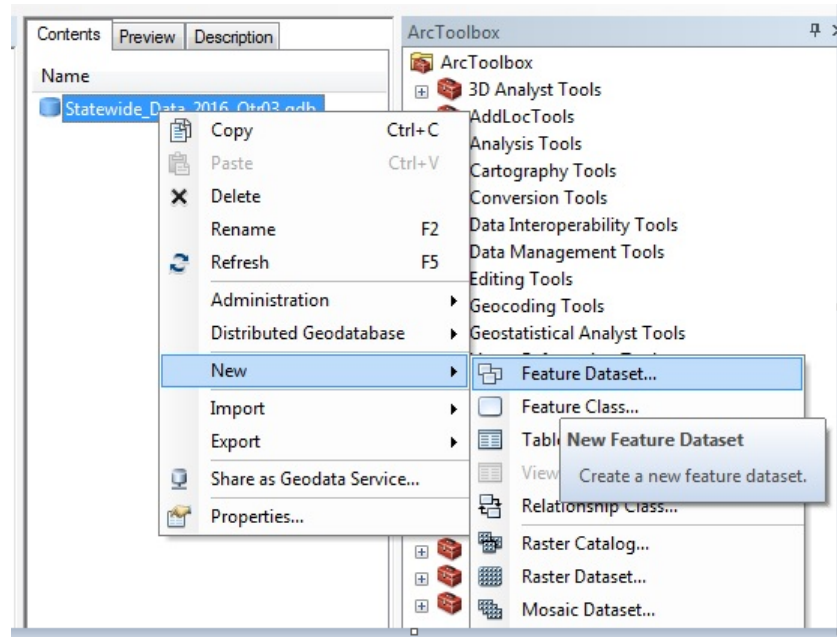 Contents Preview Description
Name
Statewide_Data_2016_Qtr03.gdb
Copy Ctrl+C
Paste Ctrl+V
Delete
Rename F2
Refresh F5
Administration
Distributed Geodatabase
New
Import
Export
Share as Geodata Service...
Properties...
ArcToolbox
ArcToolbox
3D Analyst Tools
AddLocTools
Analysis Tools
Cartography Tools
Conversion Tools
Data Interoperability Tools
Data Management Tools
Editing Tools
Geocoding Tools
Geostatistical Analyst Tools
Feature Dataset...
Feature Class...
Table
New Feature Dataset
Create a new feature dataset.
View
Relationship Class...
Raster Catalog...
Raster Dataset...
Mosaic Dataset...